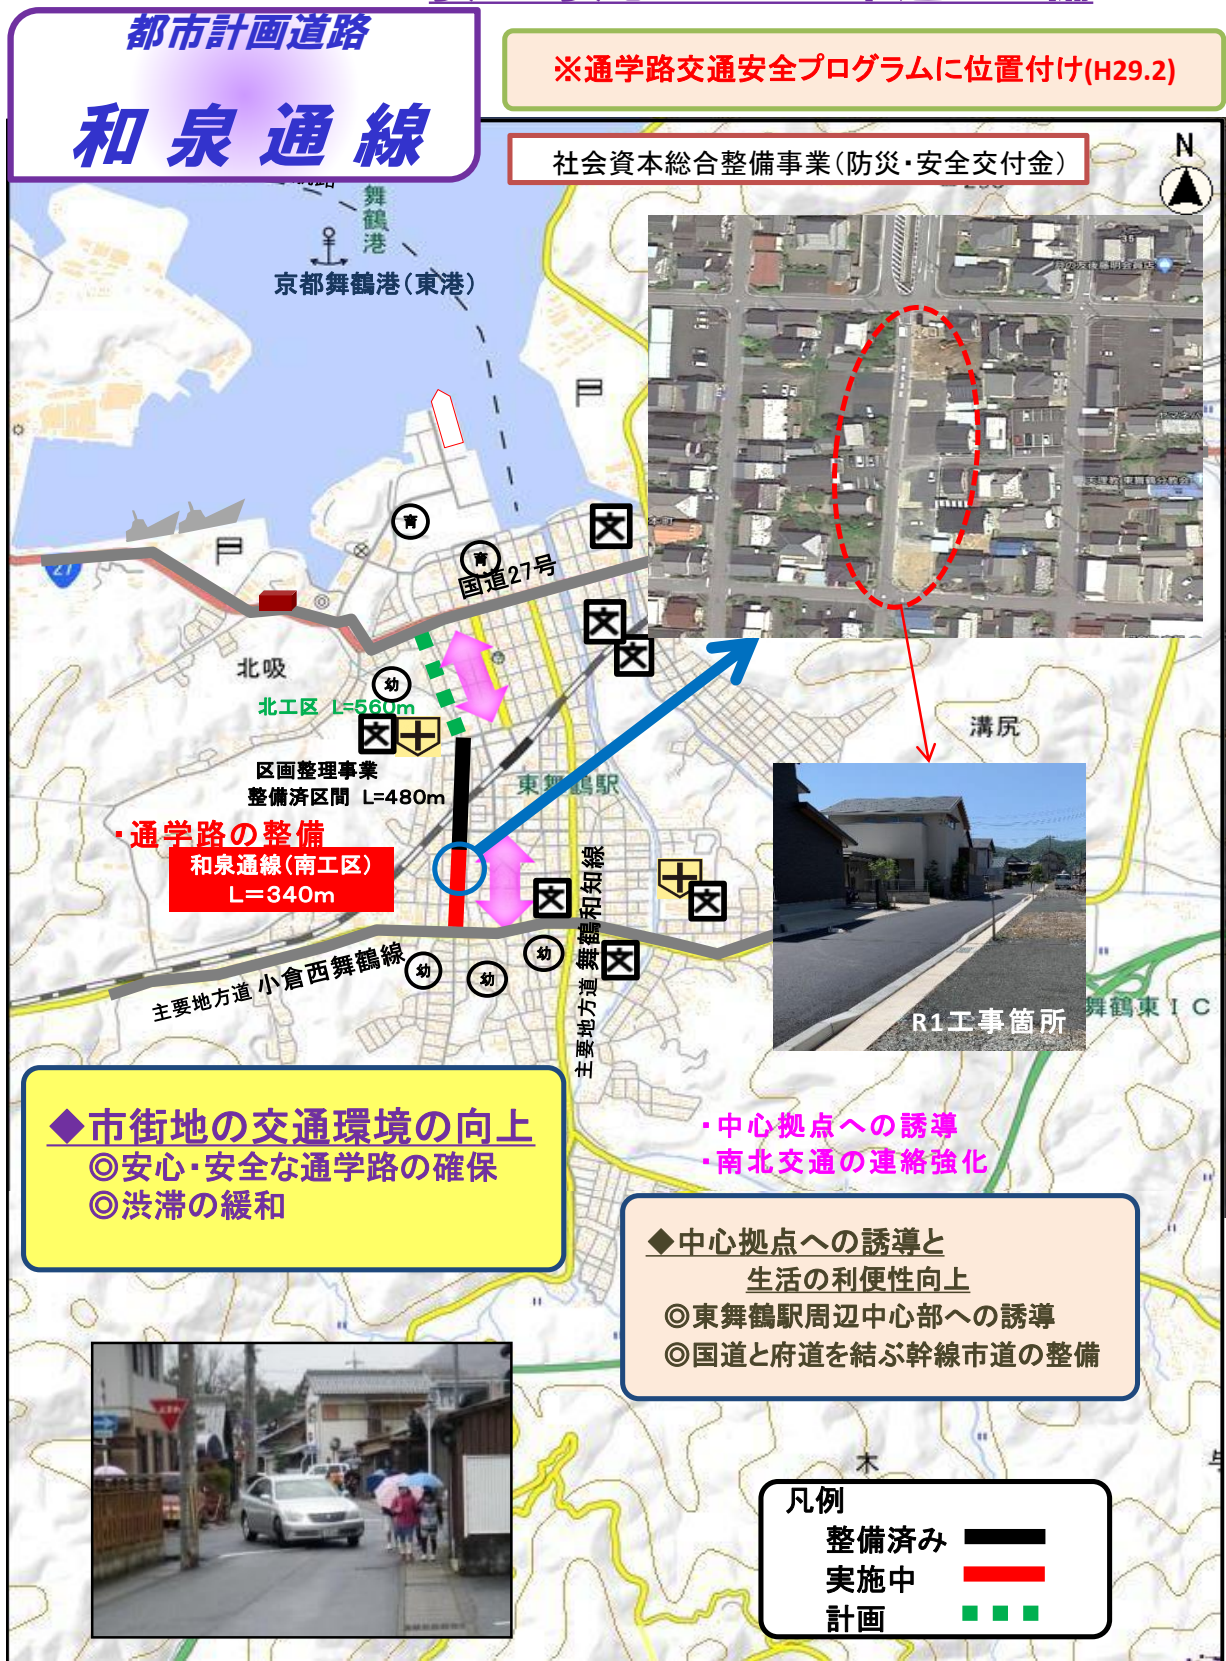 都市計画道路
和泉通線
※通学路交通安全プログラムに位置付け(H29.2)
社会資本総合整備事業(防災・安全交付金)
N
舞鶴港
京都舞鶴港(東港)
育
育
国道27号
27
北吸
幼
北工区 L=560m
区画整理事業
整備済区間 L=480m
東舞鶴駅
溝尻
・通学路の整備
和泉通線(南工区)
L=340m
主要地方道 小倉西舞鶴線
主要地方道 舞鶴和知線
幼
幼
幼
舞鶴東IC
R1工事箇所
◆市街地の交通環境の向上
◎安心・安全な通学路の確保
◎渋滞の緩和
・中心拠点への誘導
・南北交通の連絡強化
◆中心拠点への誘導と
生活の利便性向上
◎東舞鶴駅周辺中心部への誘導
◎国道と府道を結ぶ幹線市道の整備
木
凡例
整備済み
実施中
計画